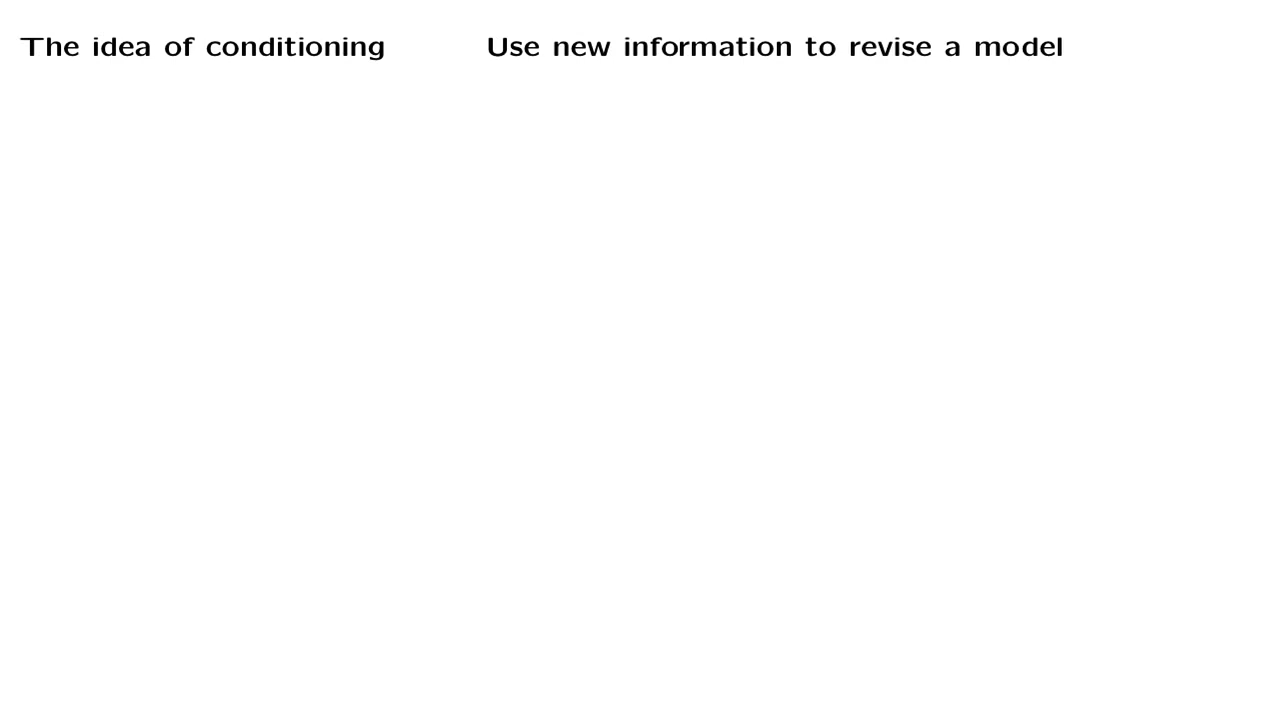 The idea of conditioning Use new information to revise a model